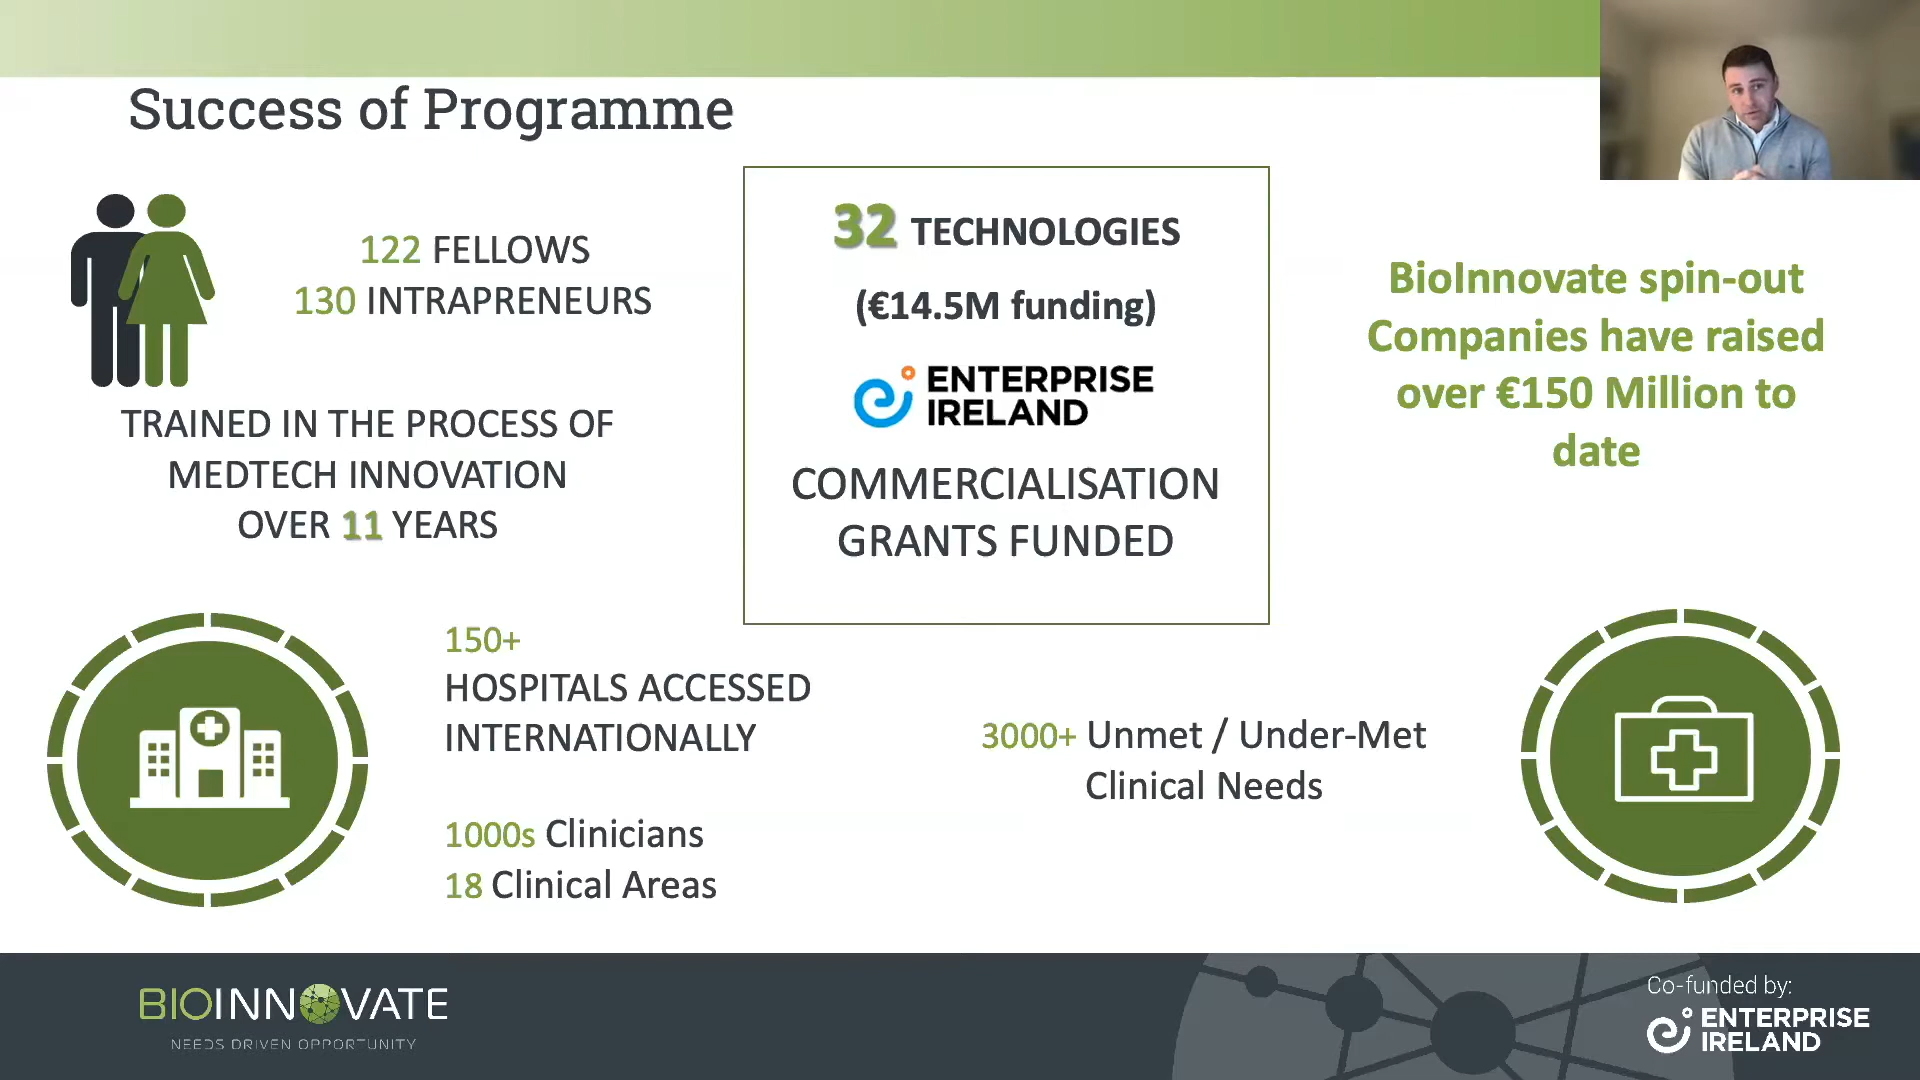 Success of Programme
122 FELLOWS
130 INTRAPRENEURS
TRAINED IN THE PROCESS OF
MEDTECH INNOVATION
OVER 11 YEARS
32 TECHNOLOGIES
(€14.5M funding)
ENTERPRISE
IRELAND
COMMERCIALISATION
GRANTS FUNDED
BioInnovate spin-out
Companies have raised
over €150 Million to
date
150+
HOSPITALS ACCESSED
INTERNATIONALLY
1000s Clinicians
18 Clinical Areas
3000+ Unmet / Under-Met
Clinical Needs
BIOINNOVATE
NEEDS DRIVEN OPPORTUNITY
Co-funded by:
ENTERPRISE
IRELAND